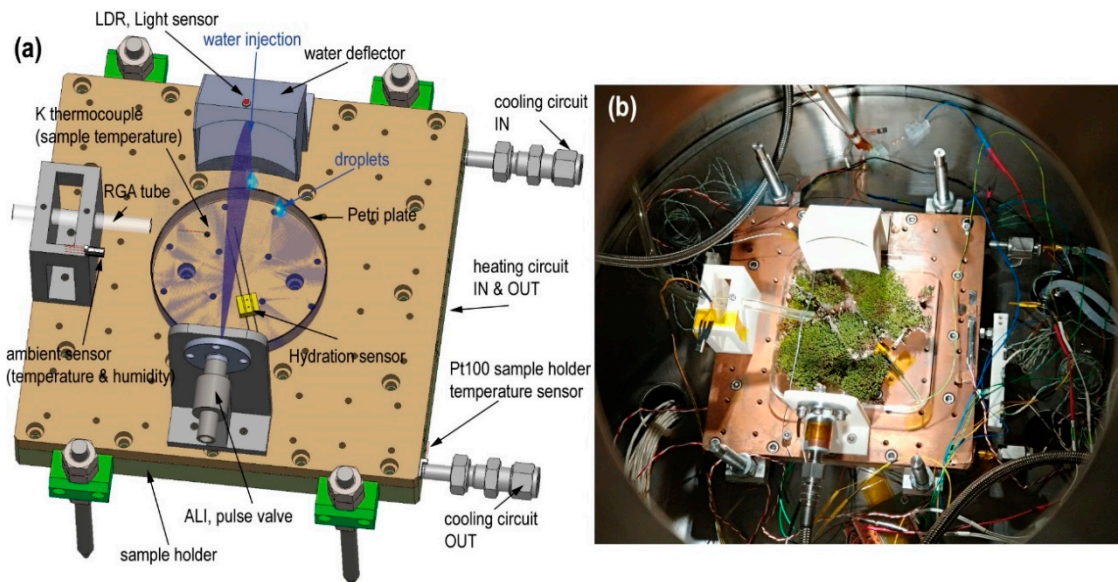 (a)
LDR, Light sensor
water injection
water deflector
K thermocouple
(sample temperature)
cooling circuit
IN
droplets
RGA tube
Petri plate
heating circuit
IN & OUT
ambient sensor
(temperature & humidity)
Hydration sensor
Pt100 sample holder
temperature sensor
ALI, pulse valve
cooling circuit
OUT
sample holder
(b)